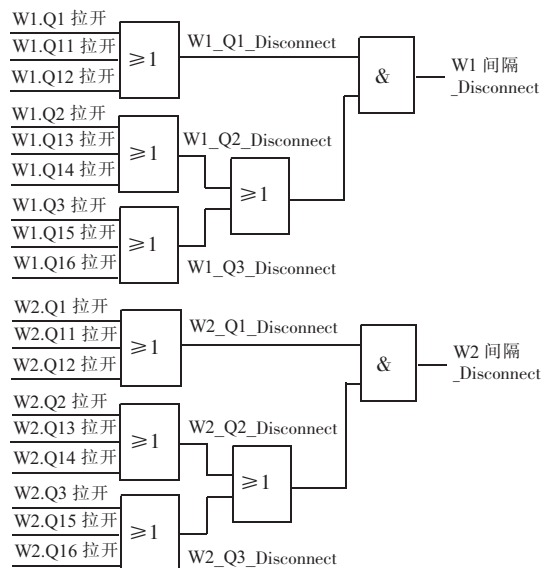 W1.Q1 拉开
W1.Q11 拉开
W1.Q12 拉开
≥1
W1_Q1_Disconnect
&
W1 间隔
_Disconnect
W1.Q2 拉开
W1.Q13 拉开
W1.Q14 拉开
≥1
W1_Q2_Disconnect
≥1
W1.Q3 拉开
W1.Q15 拉开
W1.Q16 拉开
≥1
W1_Q3_Disconnect
W2.Q1 拉开
W2.Q11 拉开
W2.Q12 拉开
≥1
W2_Q1_Disconnect
&
W2 间隔
_Disconnect
W2.Q2 拉开
W2.Q13 拉开
W2.Q14 拉开
≥1
W2_Q2_Disconnect
≥1
W2.Q3 拉开
W2.Q15 拉开
W2.Q16 拉开
≥1
W2_Q3_Disconnect